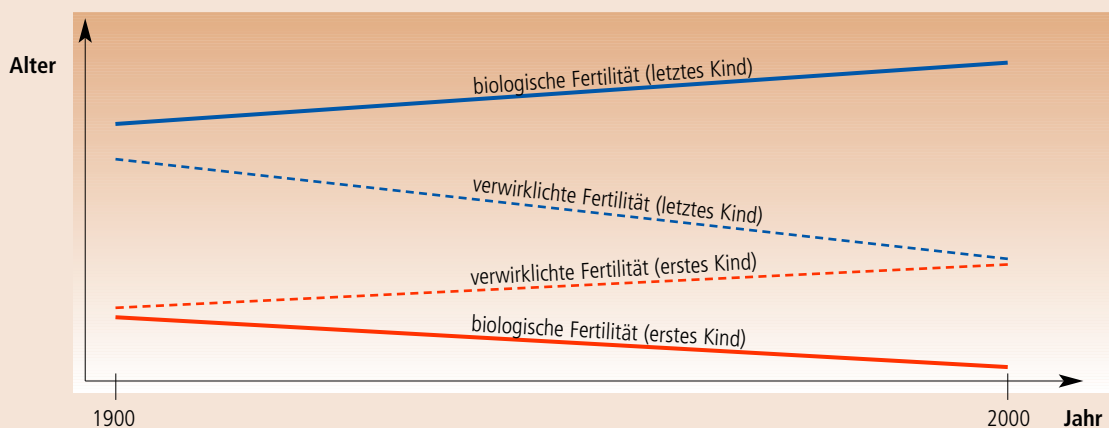 Alter
biologische Fertilität (letztes Kind)
verwirklichte Fertilität (letztes Kind)
verwirklichte Fertilität (erstes Kind)
biologische Fertilität (erstes Kind)
1900
2000
Jahr